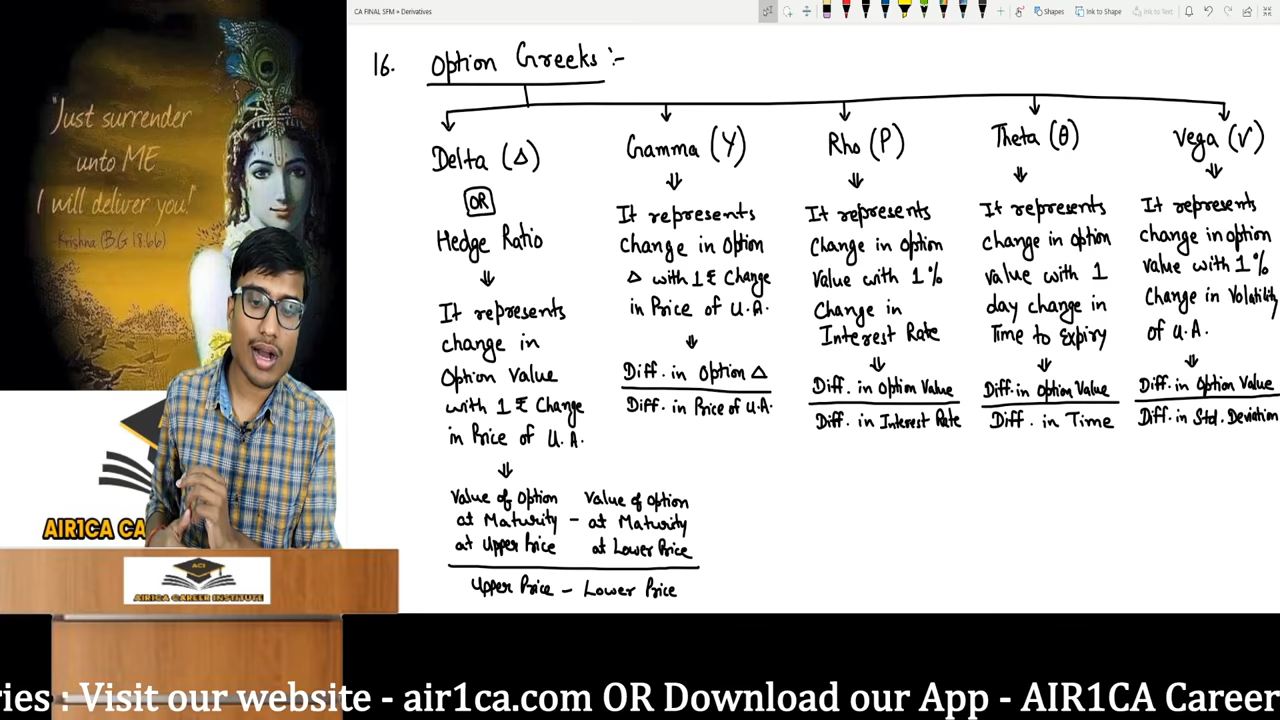 CA FINAL SFM » Derivatives
Shapes
Ink to Shape
Ink to Text
"Just surrender
unto ME
I will deliver you!"
Krishna (BG 18:66)
AIR1CA CA
ACI
AIR1CA CAREER INSTITUTE
16. Option Greeks :-
Delta (Δ)
OR
Hedge Ratio
⇓
It represents
change in
Option Value
with 1 ₹ Change
in Price of U.A.
⇓
Value of Option
at Maturity
at Upper Price
–
Value of Option
at Maturity
at Lower Price
Upper Price – Lower Price
Gamma (γ)
⇓
It represents
Change in Option
Δ with 1 ₹ Change
in Price of U.A.
↓
Diff. in Option Δ
Diff. in Price of U.A.
Rho (P)
⇓
It represents
Change in Option
Value with 1 %
Change in
Interest Rate
⇓
Diff. in Option Value
Diff. in Interest Rate
Theta (θ)
⇓
It represents
change in option
value with 1
day change in
Time to Expiry
⇓
Diff. in Option Value
Diff. in Time
Vega (V)
⇓
It represents
change in option
value with 1 %
Change in Volatility
of U.A.
⇓
Diff. in Option Value
Diff. in Std. Deviation
ries : Visit our website - air1ca.com OR Download our App - AIR1CA Career